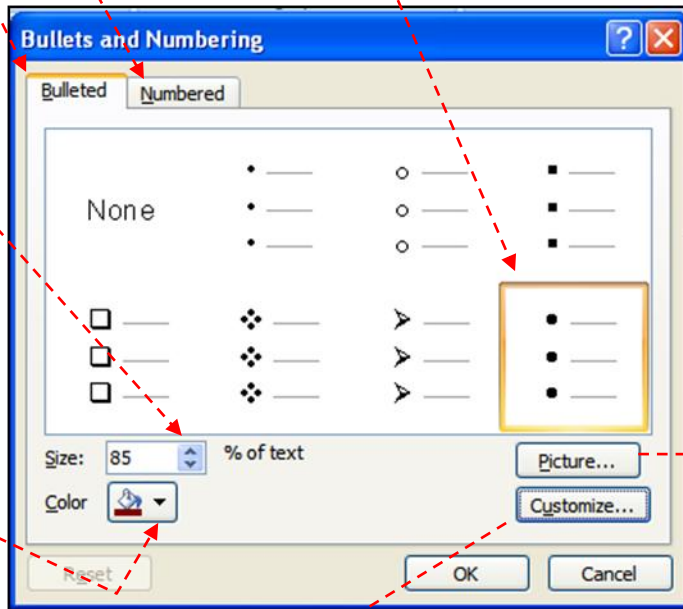 Bullets and Numbering
Bulleted Numbered
None
Size: 85 % of text
Picture...
Color
Customize...
Reset OK Cancel